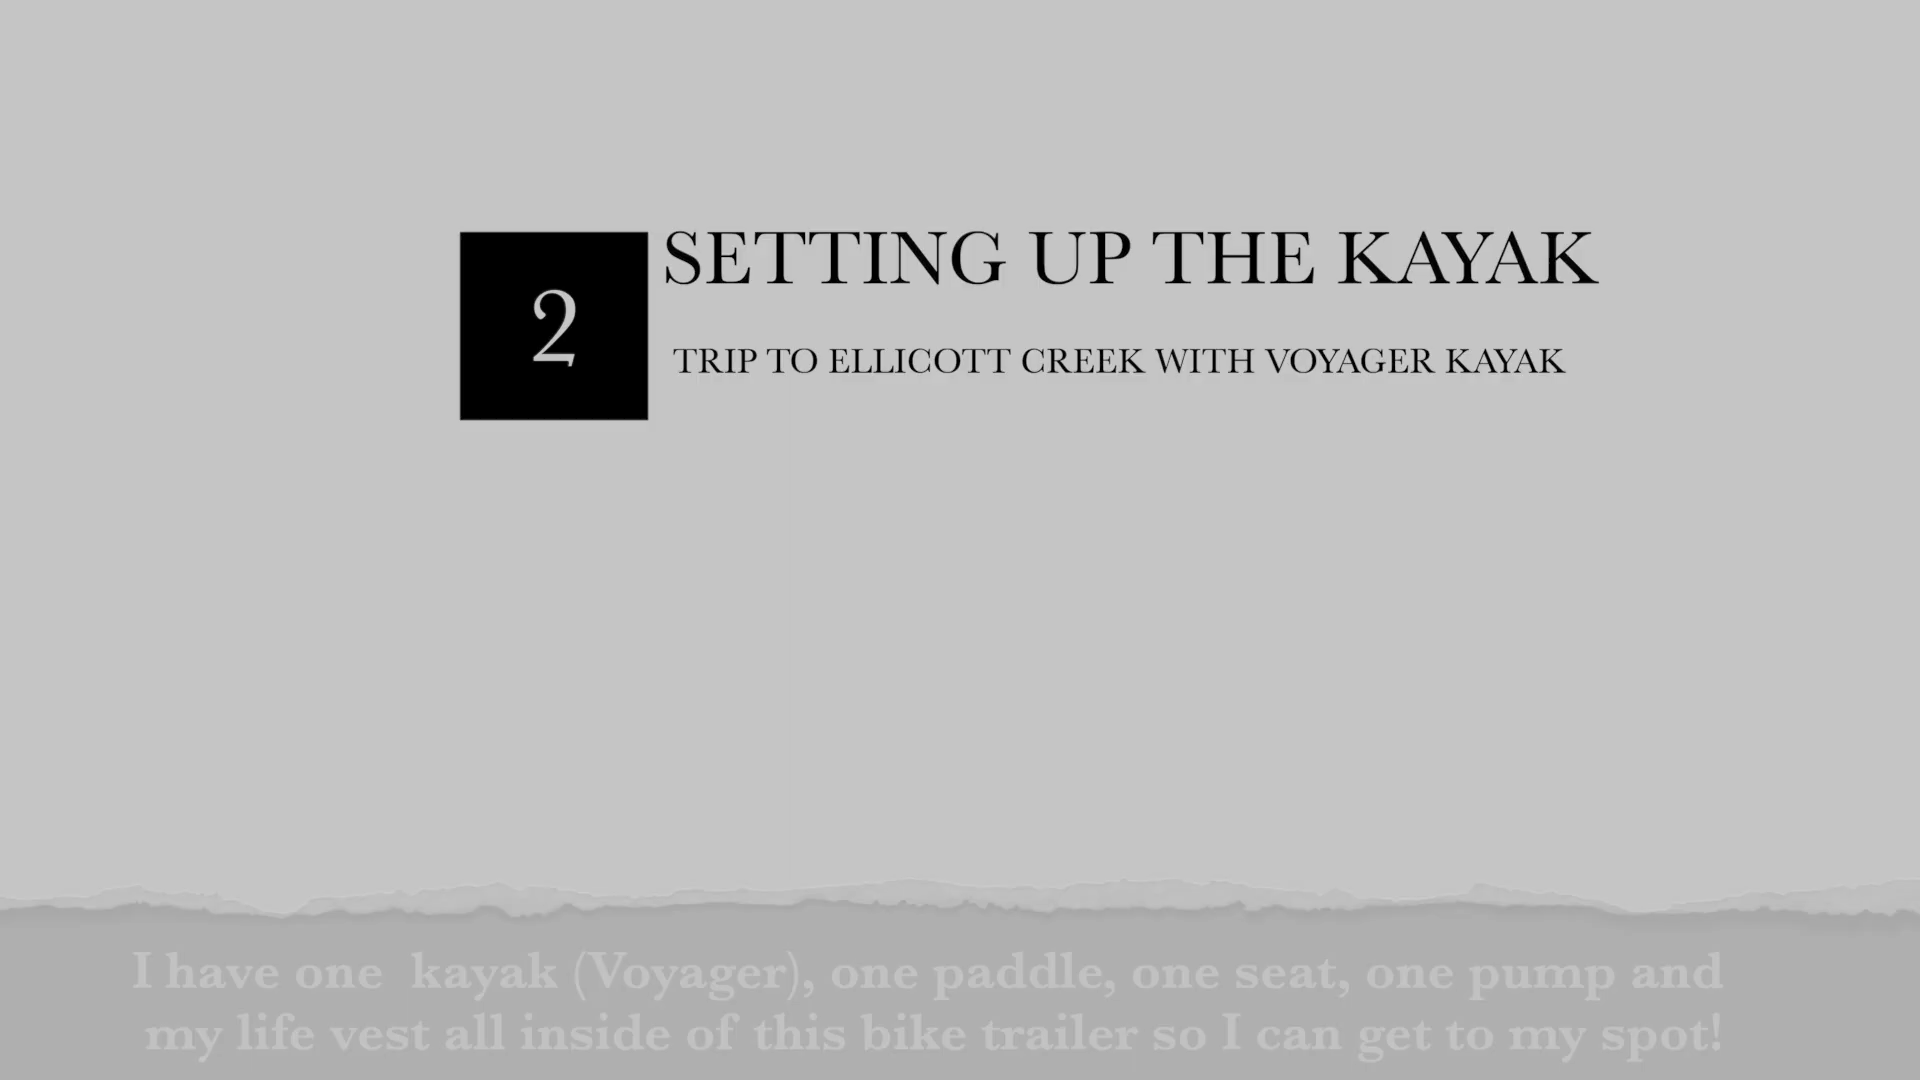 2
SETTING UP THE KAYAK
TRIP TO ELLICOTT CREEK WITH VOYAGER KAYAK
I have one  kayak (Voyager), one paddle, one seat, one pump and
my life vest all inside of this bike trailer so I can get to my spot!